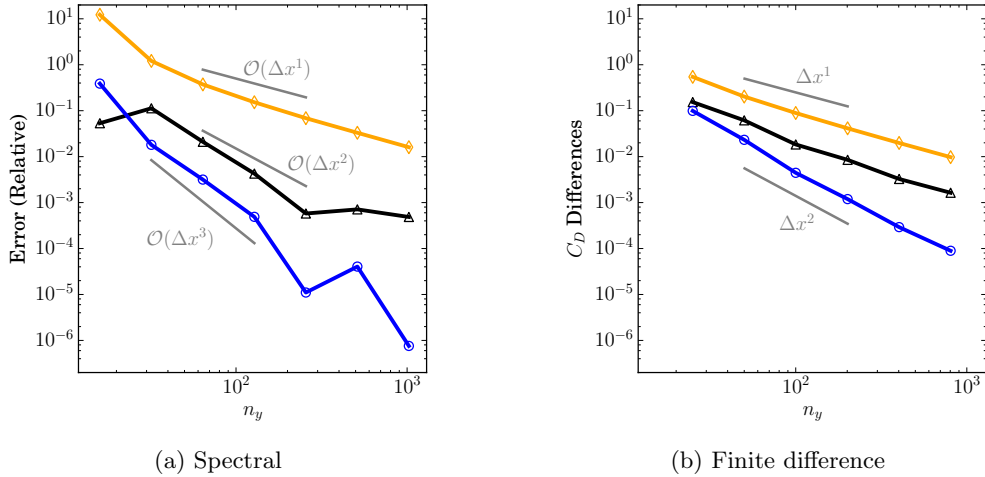 10^1
10^0
10^{-1}
10^{-2}
10^{-3}
10^{-4}
10^{-5}
10^{-6}
Error (Relative)
O(Δx^1)
O(Δx^2)
O(Δx^3)
10^2
10^3
n_y
(a) Spectral
10^1
10^0
10^{-1}
10^{-2}
10^{-3}
10^{-4}
10^{-5}
10^{-6}
C_D Differences
Δx^1
Δx^2
10^2
10^3
n_y
(b) Finite difference